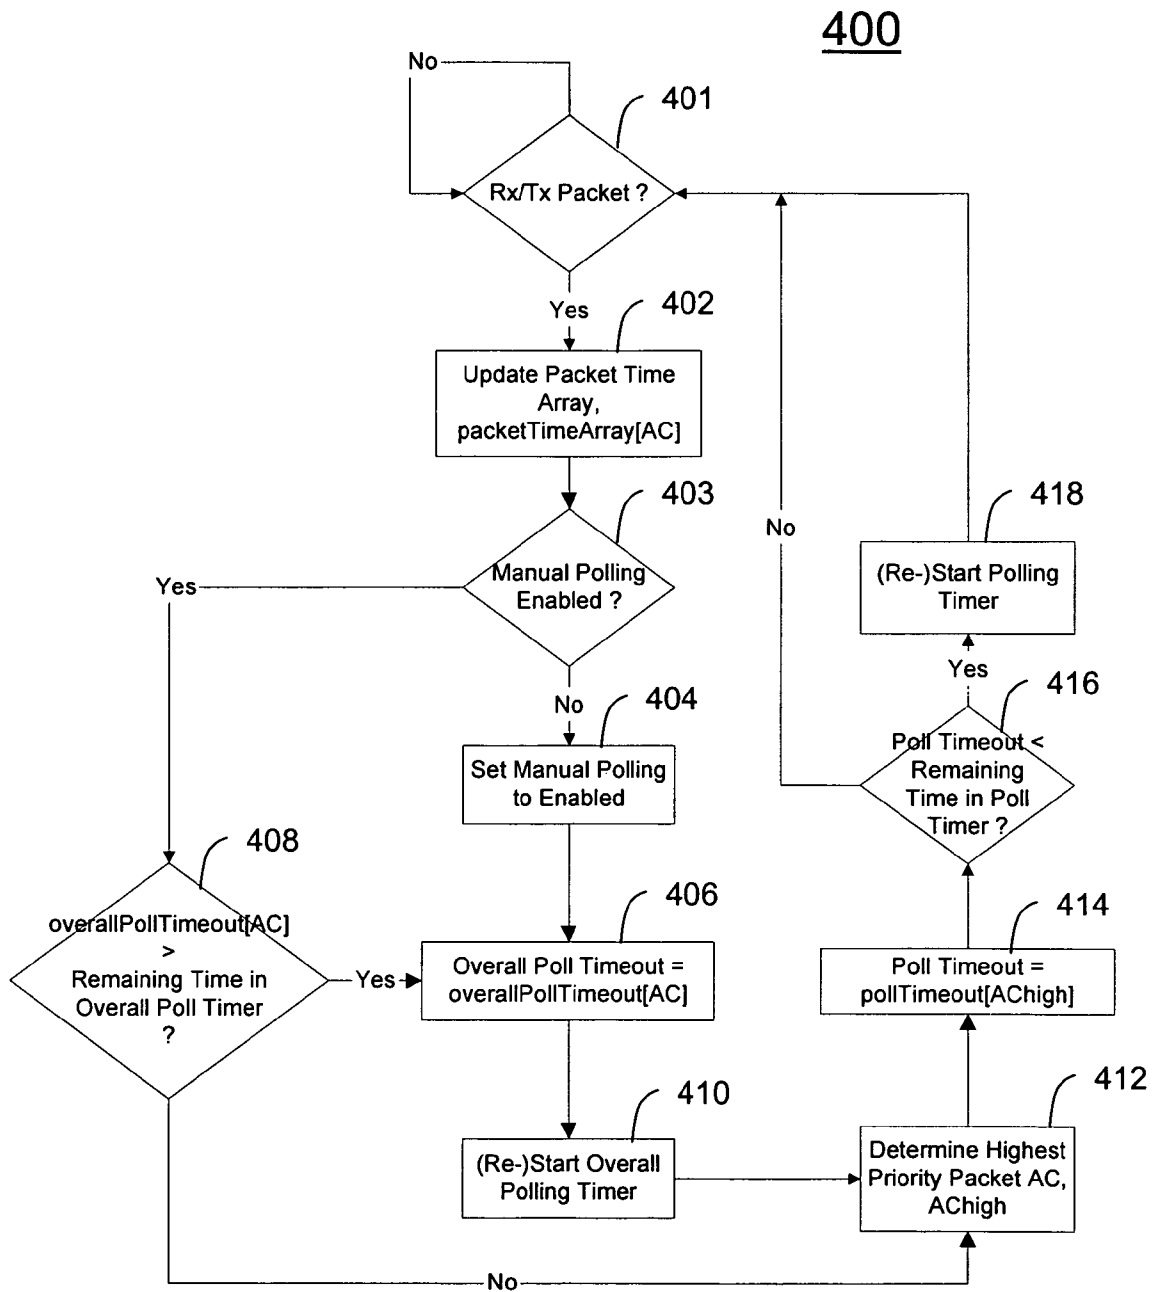 400
No
401
Rx/Tx Packet ?
Yes
402
Update Packet Time
Array,
packetTimeArray[AC]
403
Manual Polling
Enabled ?
Yes
No
404
Set Manual Polling
to Enabled
408
overallPollTimeout[AC]
>
Remaining Time in
Overall Poll Timer
?
Yes
406
Overall Poll Timeout =
overallPollTimeout[AC]
410
(Re-)Start Overall
Polling Timer
No
412
Determine Highest
Priority Packet AC,
AChigh
414
Poll Timeout =
pollTimeout[AChigh]
416
Poll Timeout <
Remaining
Time in Poll
Timer ?
No
Yes
418
(Re-)Start Polling
Timer